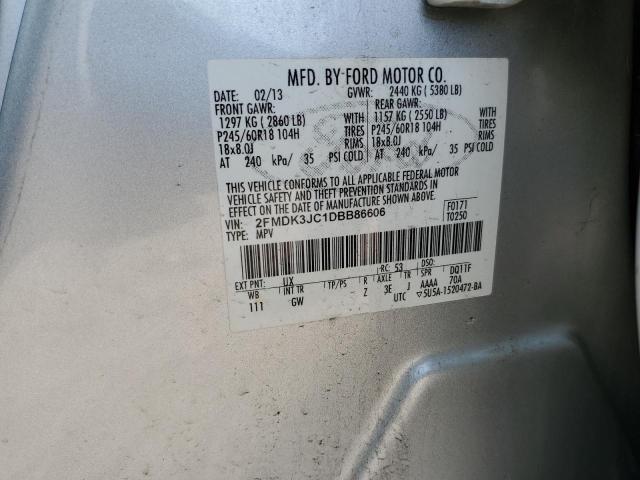 MFD. BY FORD MOTOR CO.
DATE: 02/13 GVWR: 2440 KG ( 5380 LB)
FRONT GAWR: REAR GAWR:
1297 KG ( 2860 LB) WITH 1157 KG ( 2550 LB) WITH
P245/60R18 104H TIRES P245/60R18 104H TIRES
18x8.0J RIMS 18x8.0J RIMS
AT 240 kPa/ 35 PSI COLD AT 240 kPa/ 35 PSI COLD
THIS VEHICLE CONFORMS TO ALL APPLICABLE FEDERAL MOTOR
VEHICLE SAFETY AND THEFT PREVENTION STANDARDS IN
EFFECT ON THE DATE OF MANUFACTURE SHOWN ABOVE.
VIN: 2FMDK3JC1DBB86606 F0171
TYPE: MPV T0250
EXT PNT: UX RC: 53 DSO:
WB INT TR TP/PS R AXLE TR SPR DQ11F
111 GW Z 3E J AAAA 70A
UTC ▽5U5A-1520472-BA